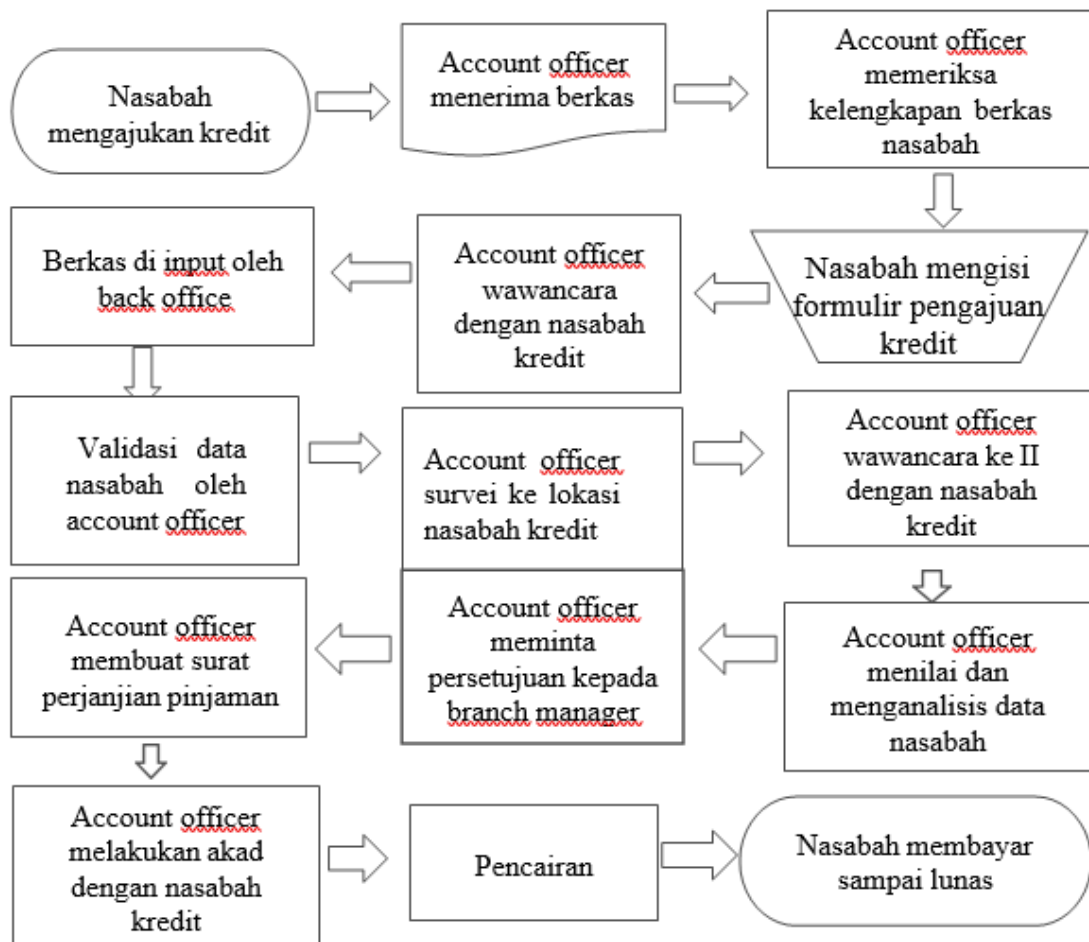 Nasabah
mengajukan kredit
Account officer
menerima berkas
Account officer
memeriksa
kelengkapan berkas
nasabah
Nasabah mengisi
formulir pengajuan
kredit
Account officer
wawancara
dengan nasabah
kredit
Berkas di input oleh
back office
Validasi data
nasabah oleh
account officer
Account officer
survei ke lokasi
nasabah kredit
Account officer
wawancara ke II
dengan nasabah
kredit
Account officer
menilai dan
menganalisis data
nasabah
Account officer
meminta
persetujuan kepada
branch manager
Account officer
membuat surat
perjanjian pinjaman
Account officer
melakukan akad
dengan nasabah
kredit
Pencairan
Nasabah membayar
sampai lunas